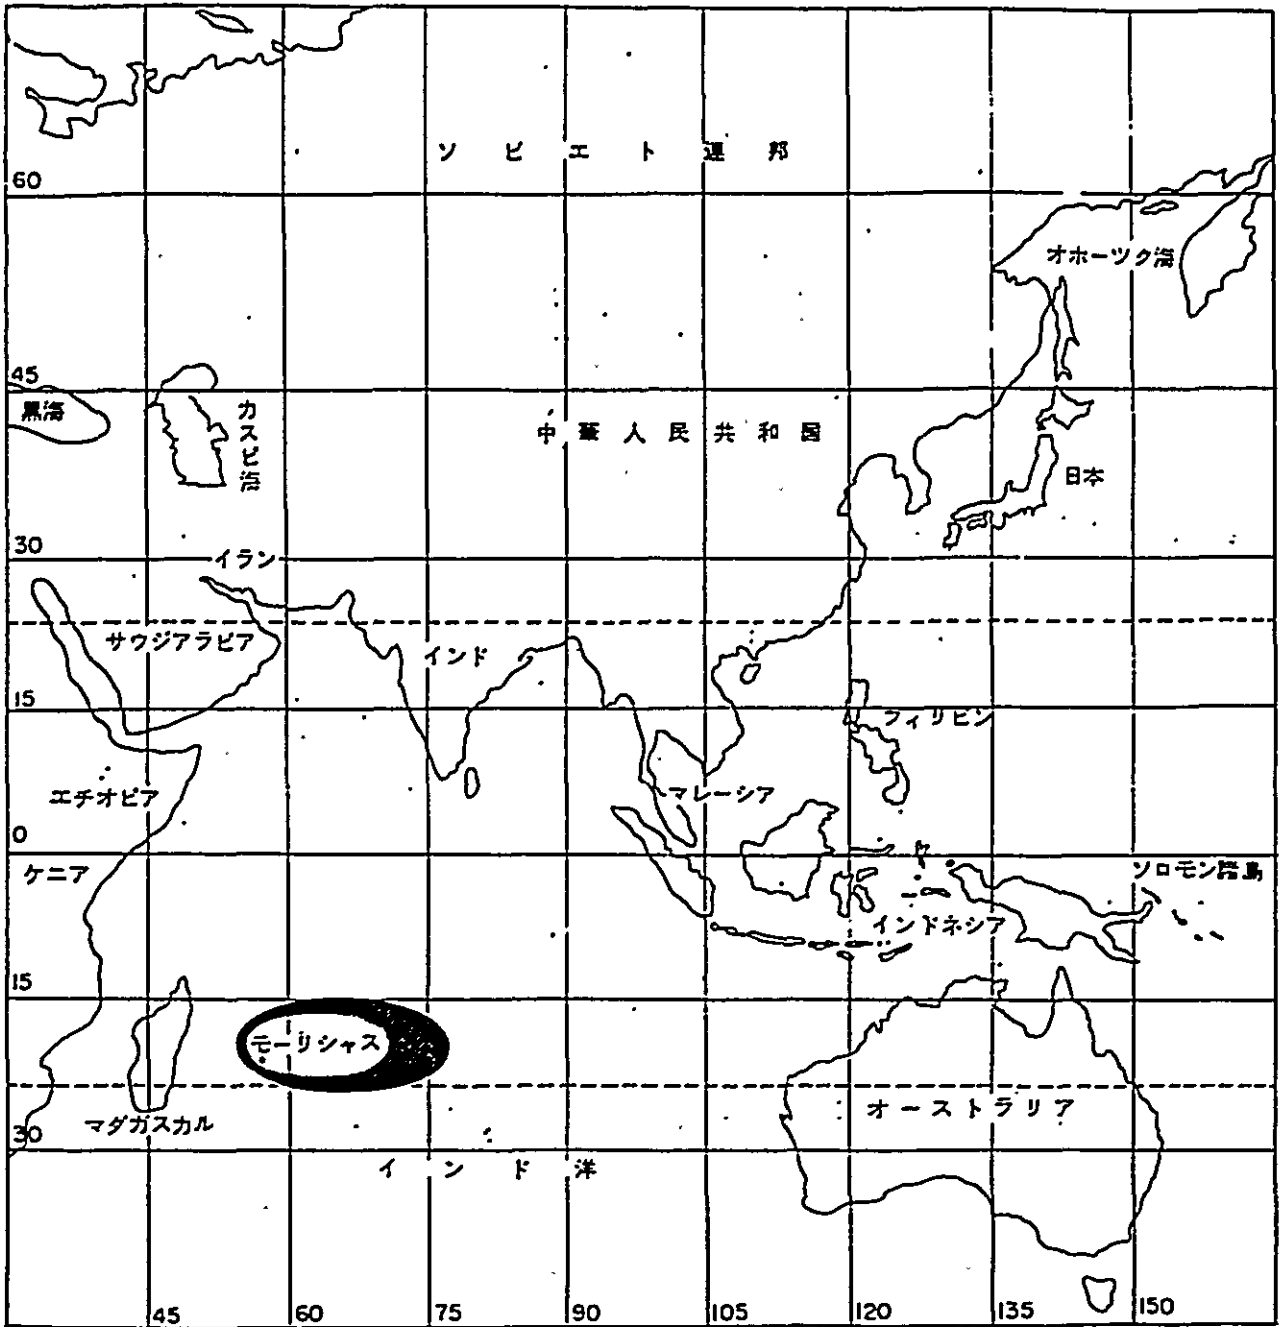 ソビエト連邦
60
オホーツク海
45
黒海
カスピ海
中華人民共和国
日本
30
イラン
サウジアラビア
インド
15
フィリピン
エチオピア
マレーシア
0
ケニア
ソロモン諸島
インドネシア
15
モーリシャス
オーストラリア
マダガスカル
30
インド洋
45 60 75 90 105 120 135 150